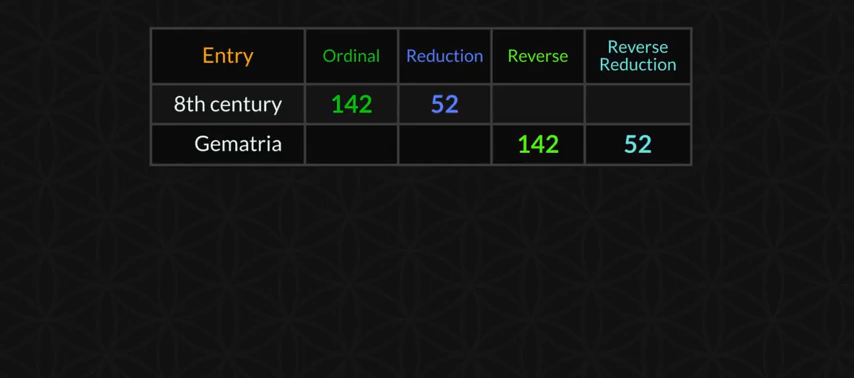 Entry Ordinal Reduction Reverse Reverse Reduction
8th century 142 52
Gematria 142 52